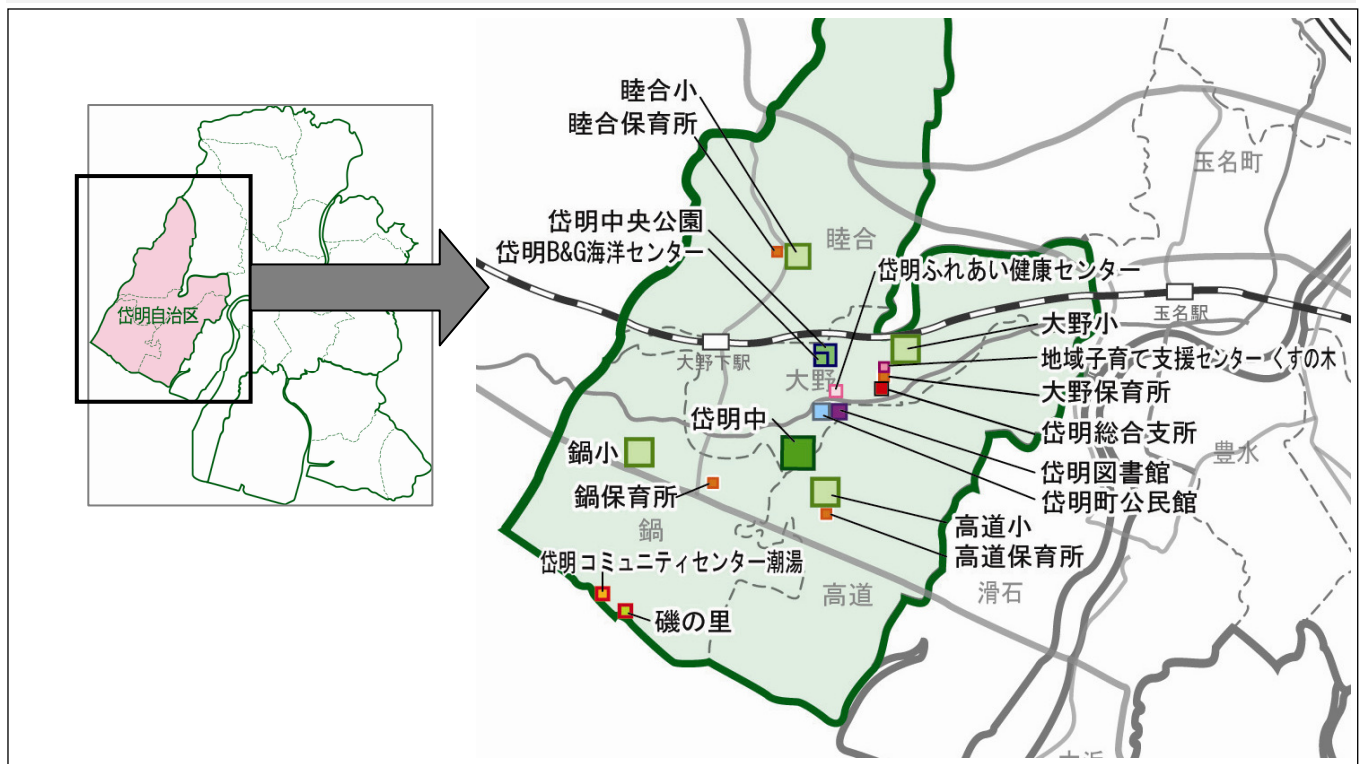 岱明自治区
睦合小
睦合保育所
岱明中央公園
岱明B&G海洋センター
玉名町
睦合
岱明ふれあい健康センター
玉名駅
大野小
大野下駅
地域子育て支援センターくすの木
大野
大野保育所
岱明中
岱明総合支所
豊水
鍋小
岱明図書館
鍋保育所
岱明町公民館
高道小
鍋
高道保育所
岱明コミュニティセンター潮湯
高道
滑石
磯の里